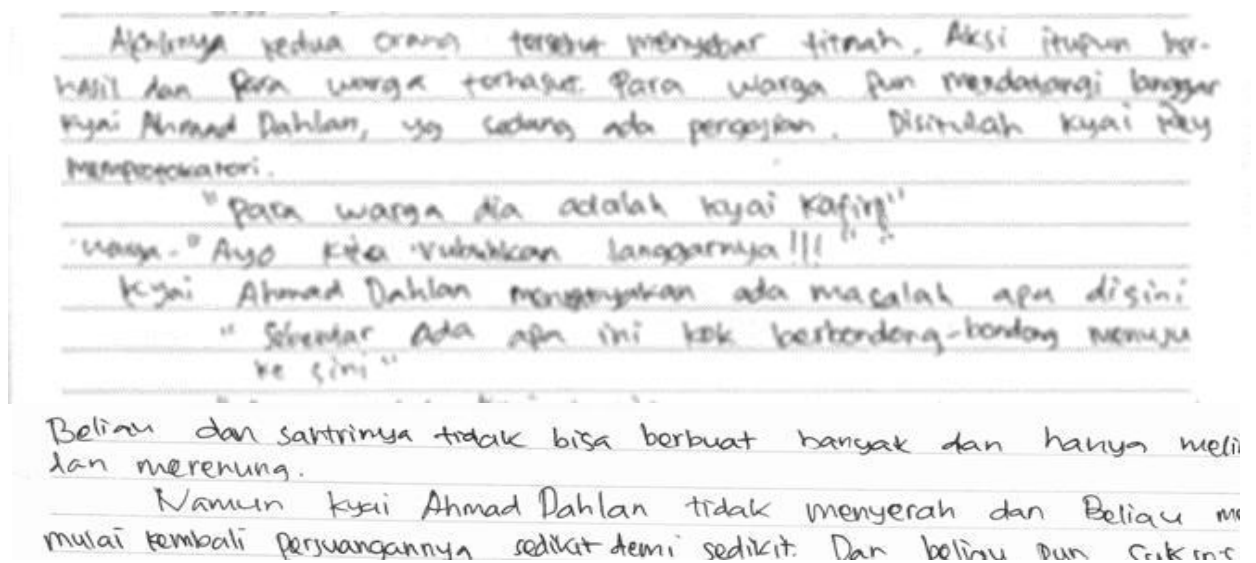 Akhirnya kedua orang tersebut menyebar fitnah. Aksi itupun ber-
hasil dan Para warga terhasut. Para warga pun mendatangi langgar
Kyai Ahmad Dahlan, yg sedang ada pengajian. Disitulah kyai
"Para warga dia adalah kyai kafir"
warga - "Ayo kita rubuhkan langgarnya !!! "
Kyai Ahmad Dahlan menanyakan ada masalah apa disini
" Sebentar Ada apa ini kok berbondong-bondong menuju
ke sini "
Beliau dan santrinya tidak bisa berbuat banyak dan hanya
dan merenung.
Namun kyai Ahmad Dahlan tidak menyerah dan Beliau
mulai kembali perjuangannya sedikit demi sedikit. Dan beliau pun